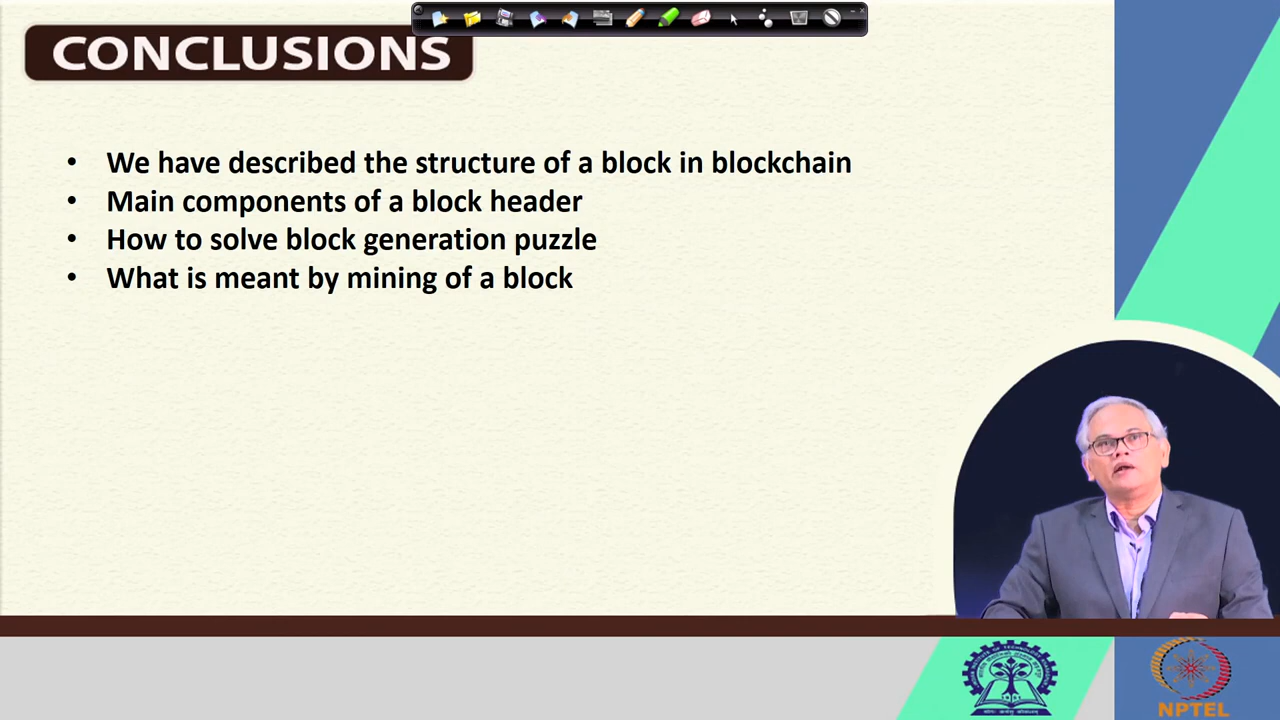 CONCLUSIONS
• We have described the structure of a block in blockchain
• Main components of a block header
• How to solve block generation puzzle
• What is meant by mining of a block
NPTEL